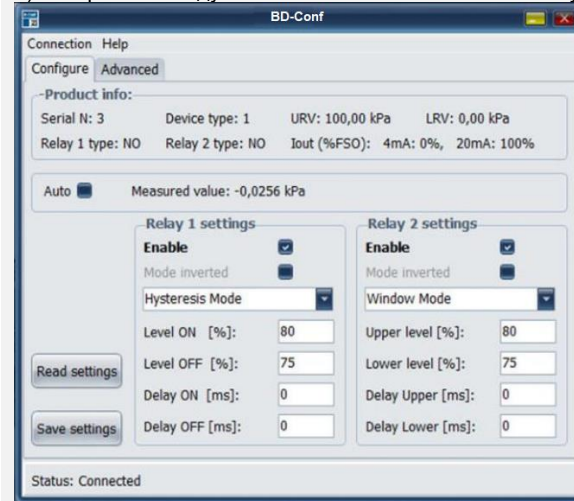 BD-Conf
Connection Help
Configure Advanced
-Product info:
Serial N: 3 Device type: 1 URV: 100,00 kPa LRV: 0,00 kPa
Relay 1 type: NO Relay 2 type: NO Iout (%FSO): 4mA: 0%, 20mA: 100%
Auto Measured value: -0,0256 kPa
Relay 1 settings
Enable
Mode inverted
Hysteresis Mode
Level ON [%]: 80
Level OFF [%]: 75
Delay ON [ms]: 0
Delay OFF [ms]: 0
Relay 2 settings
Enable
Mode inverted
Window Mode
Upper level [%]: 80
Lower level [%]: 75
Delay Upper [ms]: 0
Delay Lower [ms]: 0
Read settings
Save settings
Status: Connected